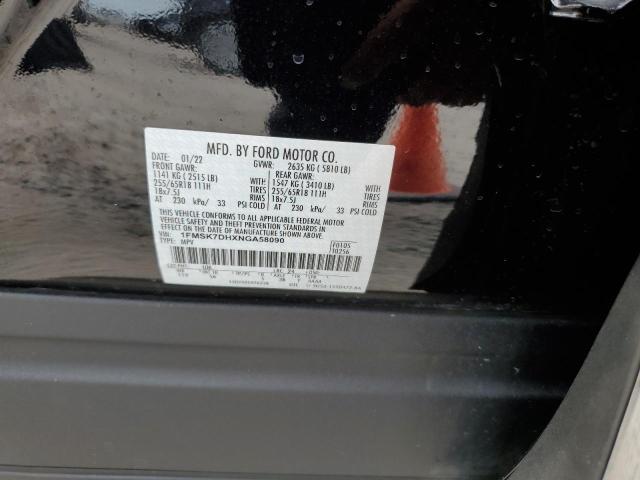 MFD. BY FORD MOTOR CO.
DATE: 01/22 GVWR: 2635 KG ( 5810 LB)
FRONT GAWR: REAR GAWR:
1141 KG ( 2515 LB) WITH 1547 KG ( 3410 LB) WITH
255/65R18 111H TIRES 255/65R18 111H TIRES
18x7.5J RIMS 18x7.5J RIMS
AT 230 kPa/ 33 PSI COLD AT 230 kPa/ 33 PSI COLD
THIS VEHICLE CONFORMS TO ALL APPLICABLE FEDERAL MOTOR
VEHICLE SAFETY AND THEFT PREVENTION STANDARDS IN
EFFECT ON THE DATE OF MANUFACTURE SHOWN ABOVE.
VIN: 1FMSK7DHXNGA58090 F0105
TYPE: MPV T0256